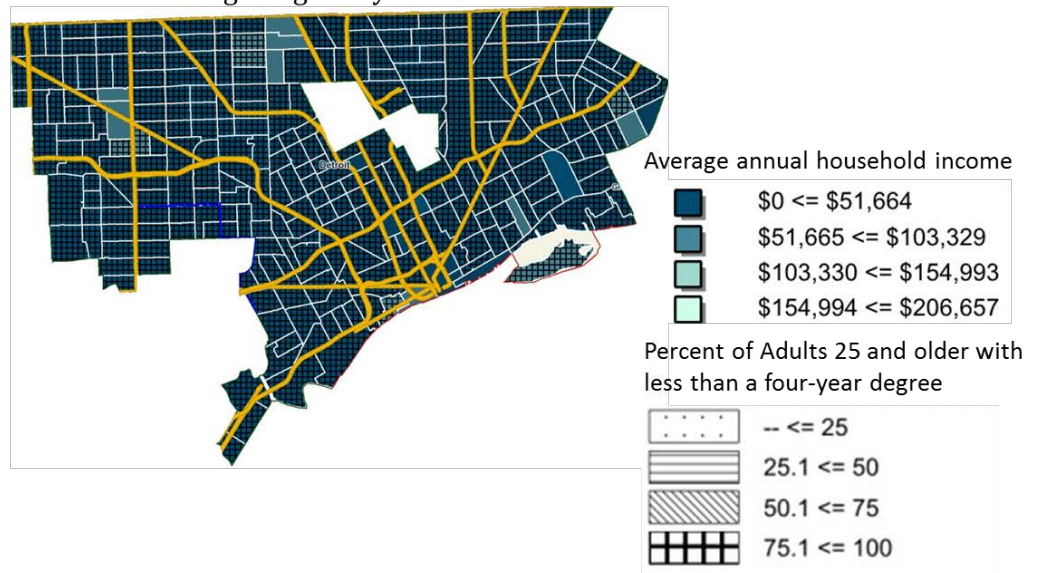 Detroit
Average annual household income
$0 <= $51,664
$51,665 <= $103,329
$103,330 <= $154,993
$154,994 <= $206,657
Percent of Adults 25 and older with
less than a four-year degree
-- <= 25
25.1 <= 50
50.1 <= 75
75.1 <= 100